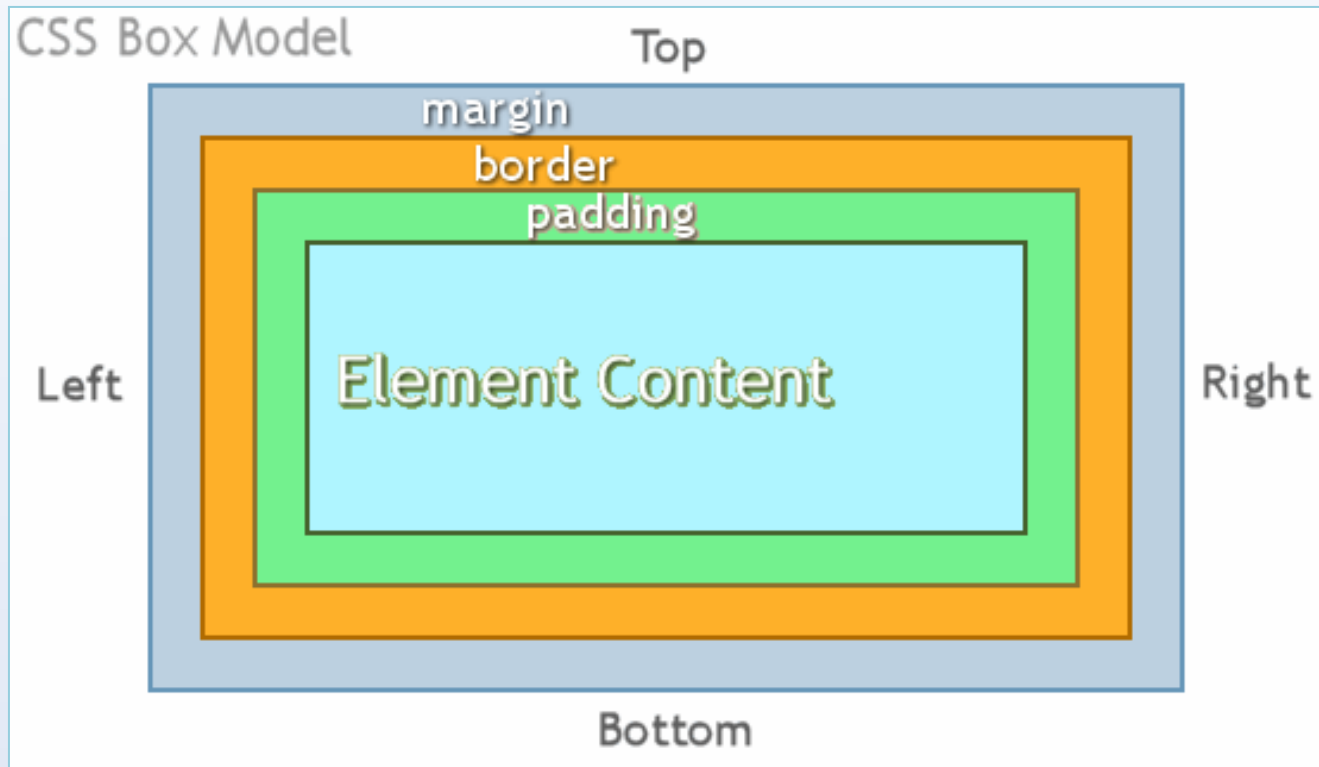 CSS Box Model
Top
margin
border
padding
Left
Element Content
Right
Bottom